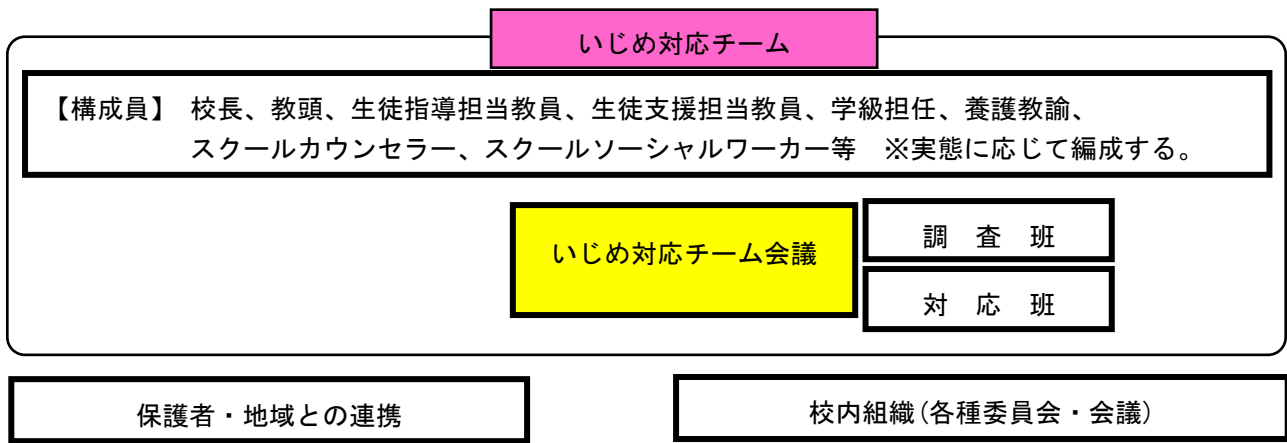 いじめ対応チーム
【構成員】 校長、教頭、生徒指導担当教員、生徒支援担当教員、学級担任、養護教諭、
スクールカウンセラー、スクールソーシャルワーカー等 ※実態に応じて編成する。
いじめ対応チーム会議
調 査 班
対 応 班
保護者・地域との連携
校内組織(各種委員会・会議)